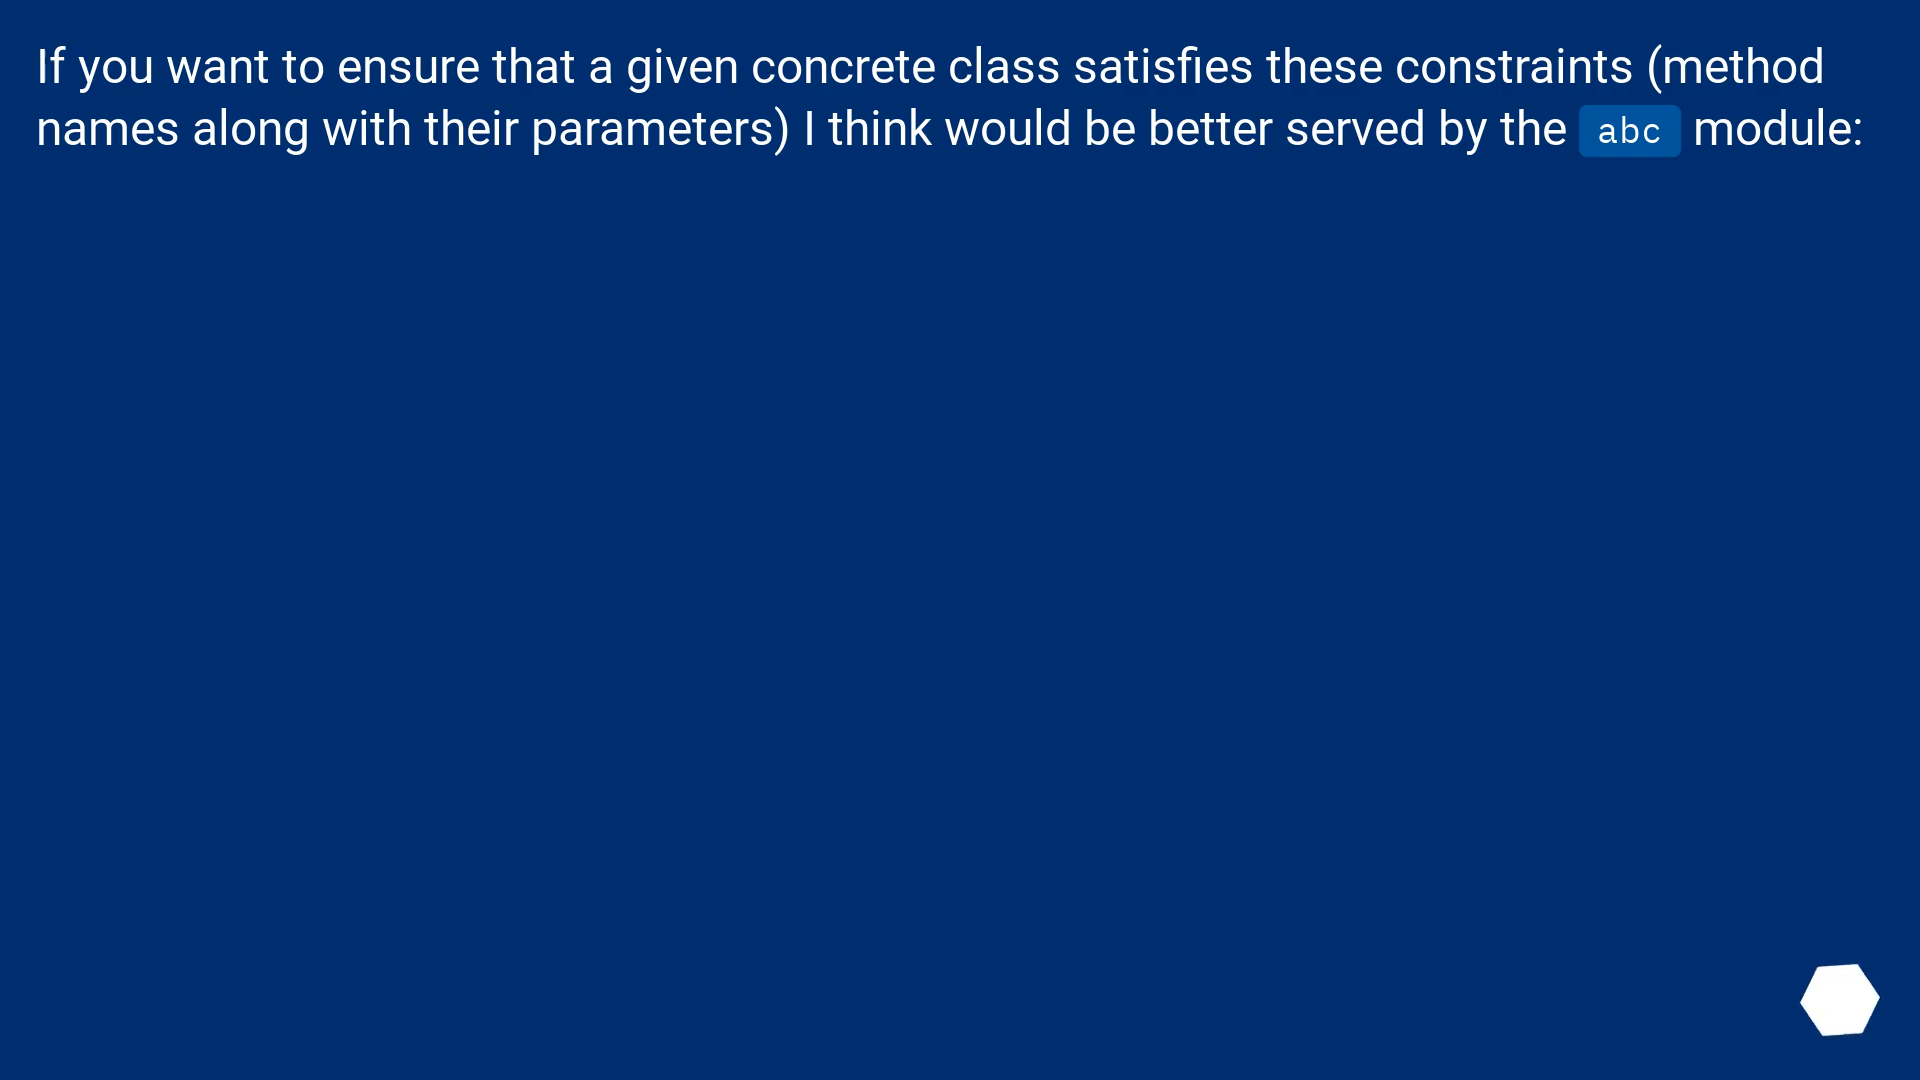 If you want to ensure that a given concrete class satisfies these constraints (method
names along with their parameters) I think would be better served by the abc module: